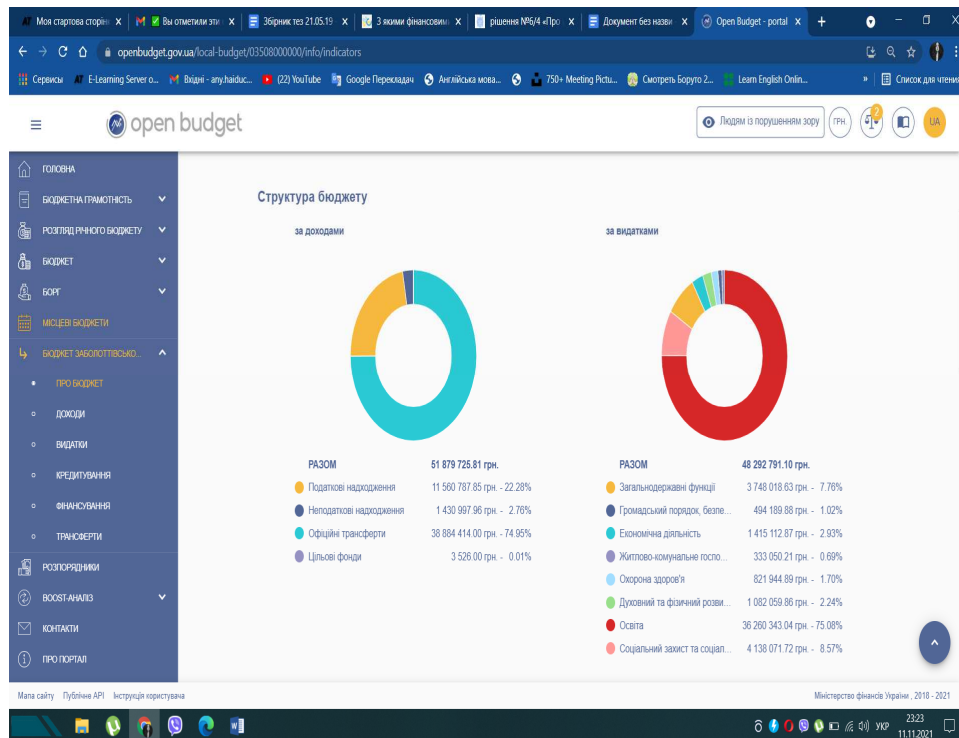 Моя стартова сторін
Вы отметили эти
Збірник тез 21.05.19
З якими фінансовим
рішення №6/4 «Про
Документ без назви
Open Budget - portal
openbudget.gov.ua/local-budget/03508000000/info/indicators
Сервисы
E-Learning Server o...
Вхідні - any.haiduc...
(22) YouTube
Google Перекладач
Англійська мова...
750+ Meeting Pictu...
Смотреть Боруто 2...
Learn English Onlin...
»
Список для чтения
open budget
Людям із порушенням зору
ГРН.
2
UA
ГОЛОВНА
БЮДЖЕТНА ГРАМОТНІСТЬ
РОЗГЛЯД РІЧНОГО БЮДЖЕТУ
БЮДЖЕТ
БОРГ
МІСЦЕВІ БЮДЖЕТИ
БЮДЖЕТ ЗАБОЛОТТІВСЬКО...
ПРО БЮДЖЕТ
ДОХОДИ
ВИДАТКИ
КРЕДИТУВАННЯ
ФІНАНСУВАННЯ
ТРАНСФЕРТИ
РОЗПОРЯДНИКИ
BOOST-АНАЛІЗ
КОНТАКТИ
ПРО ПОРТАЛ
Структура бюджету
за доходами
РАЗОМ 51 879 725.81 грн.
Податкові надходження 11 560 787.85 грн. - 22.28%
Неподаткові надходження 1 430 997.96 грн. - 2.76%
Офіційні трансферти 38 884 414.00 грн. - 74.95%
Цільові фонди 3 526.00 грн. - 0.01%
за видатками
РАЗОМ 48 292 791.10 грн.
Загальнодержавні функції 3 748 018.63 грн. - 7.76%
Громадський порядок, безпе... 494 189.88 грн. - 1.02%
Економічна діяльність 1 415 112.87 грн. - 2.93%
Житлово-комунальне госпо... 333 050.21 грн. - 0.69%
Охорона здоров'я 821 944.89 грн. - 1.70%
Духовний та фізичний розви... 1 082 059.86 грн. - 2.24%
Освіта 36 260 343.04 грн. - 75.08%
Соціальний захист та соціал... 4 138 071.72 грн. - 8.57%
Мапа сайту Публічне API Інструкція користувача
Міністерство фінансів України , 2018 - 2021
УКР
23:23
11.11.2021